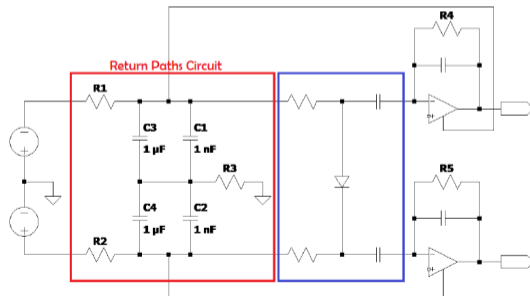 Return Paths Circuit
R4
R1
C3
1 µF
C1
1 nF
R3
R5
C4
1 µF
C2
1 nF
R2